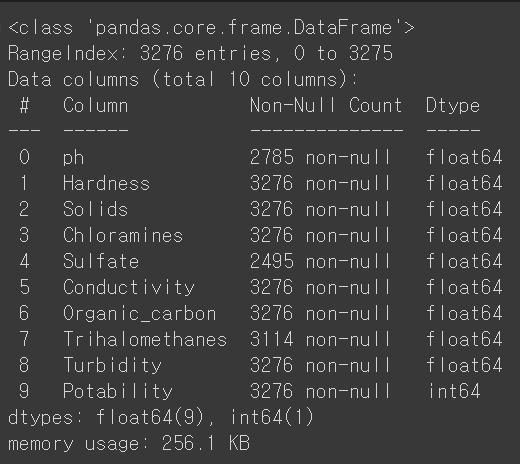 <class 'pandas.core.frame.DataFrame'>
RangeIndex: 3276 entries, 0 to 3275
Data columns (total 10 columns):
 #   Column           Non-Null Count  Dtype
---  ------           --------------  -----
 0   ph               2785 non-null   float64
 1   Hardness         3276 non-null   float64
 2   Solids           3276 non-null   float64
 3   Chloramines      3276 non-null   float64
 4   Sulfate          2495 non-null   float64
 5   Conductivity     3276 non-null   float64
 6   Organic_carbon   3276 non-null   float64
 7   Trihalomethanes  3114 non-null   float64
 8   Turbidity        3276 non-null   float64
 9   Potability       3276 non-null   int64
dtypes: float64(9), int64(1)
memory usage: 256.1 KB